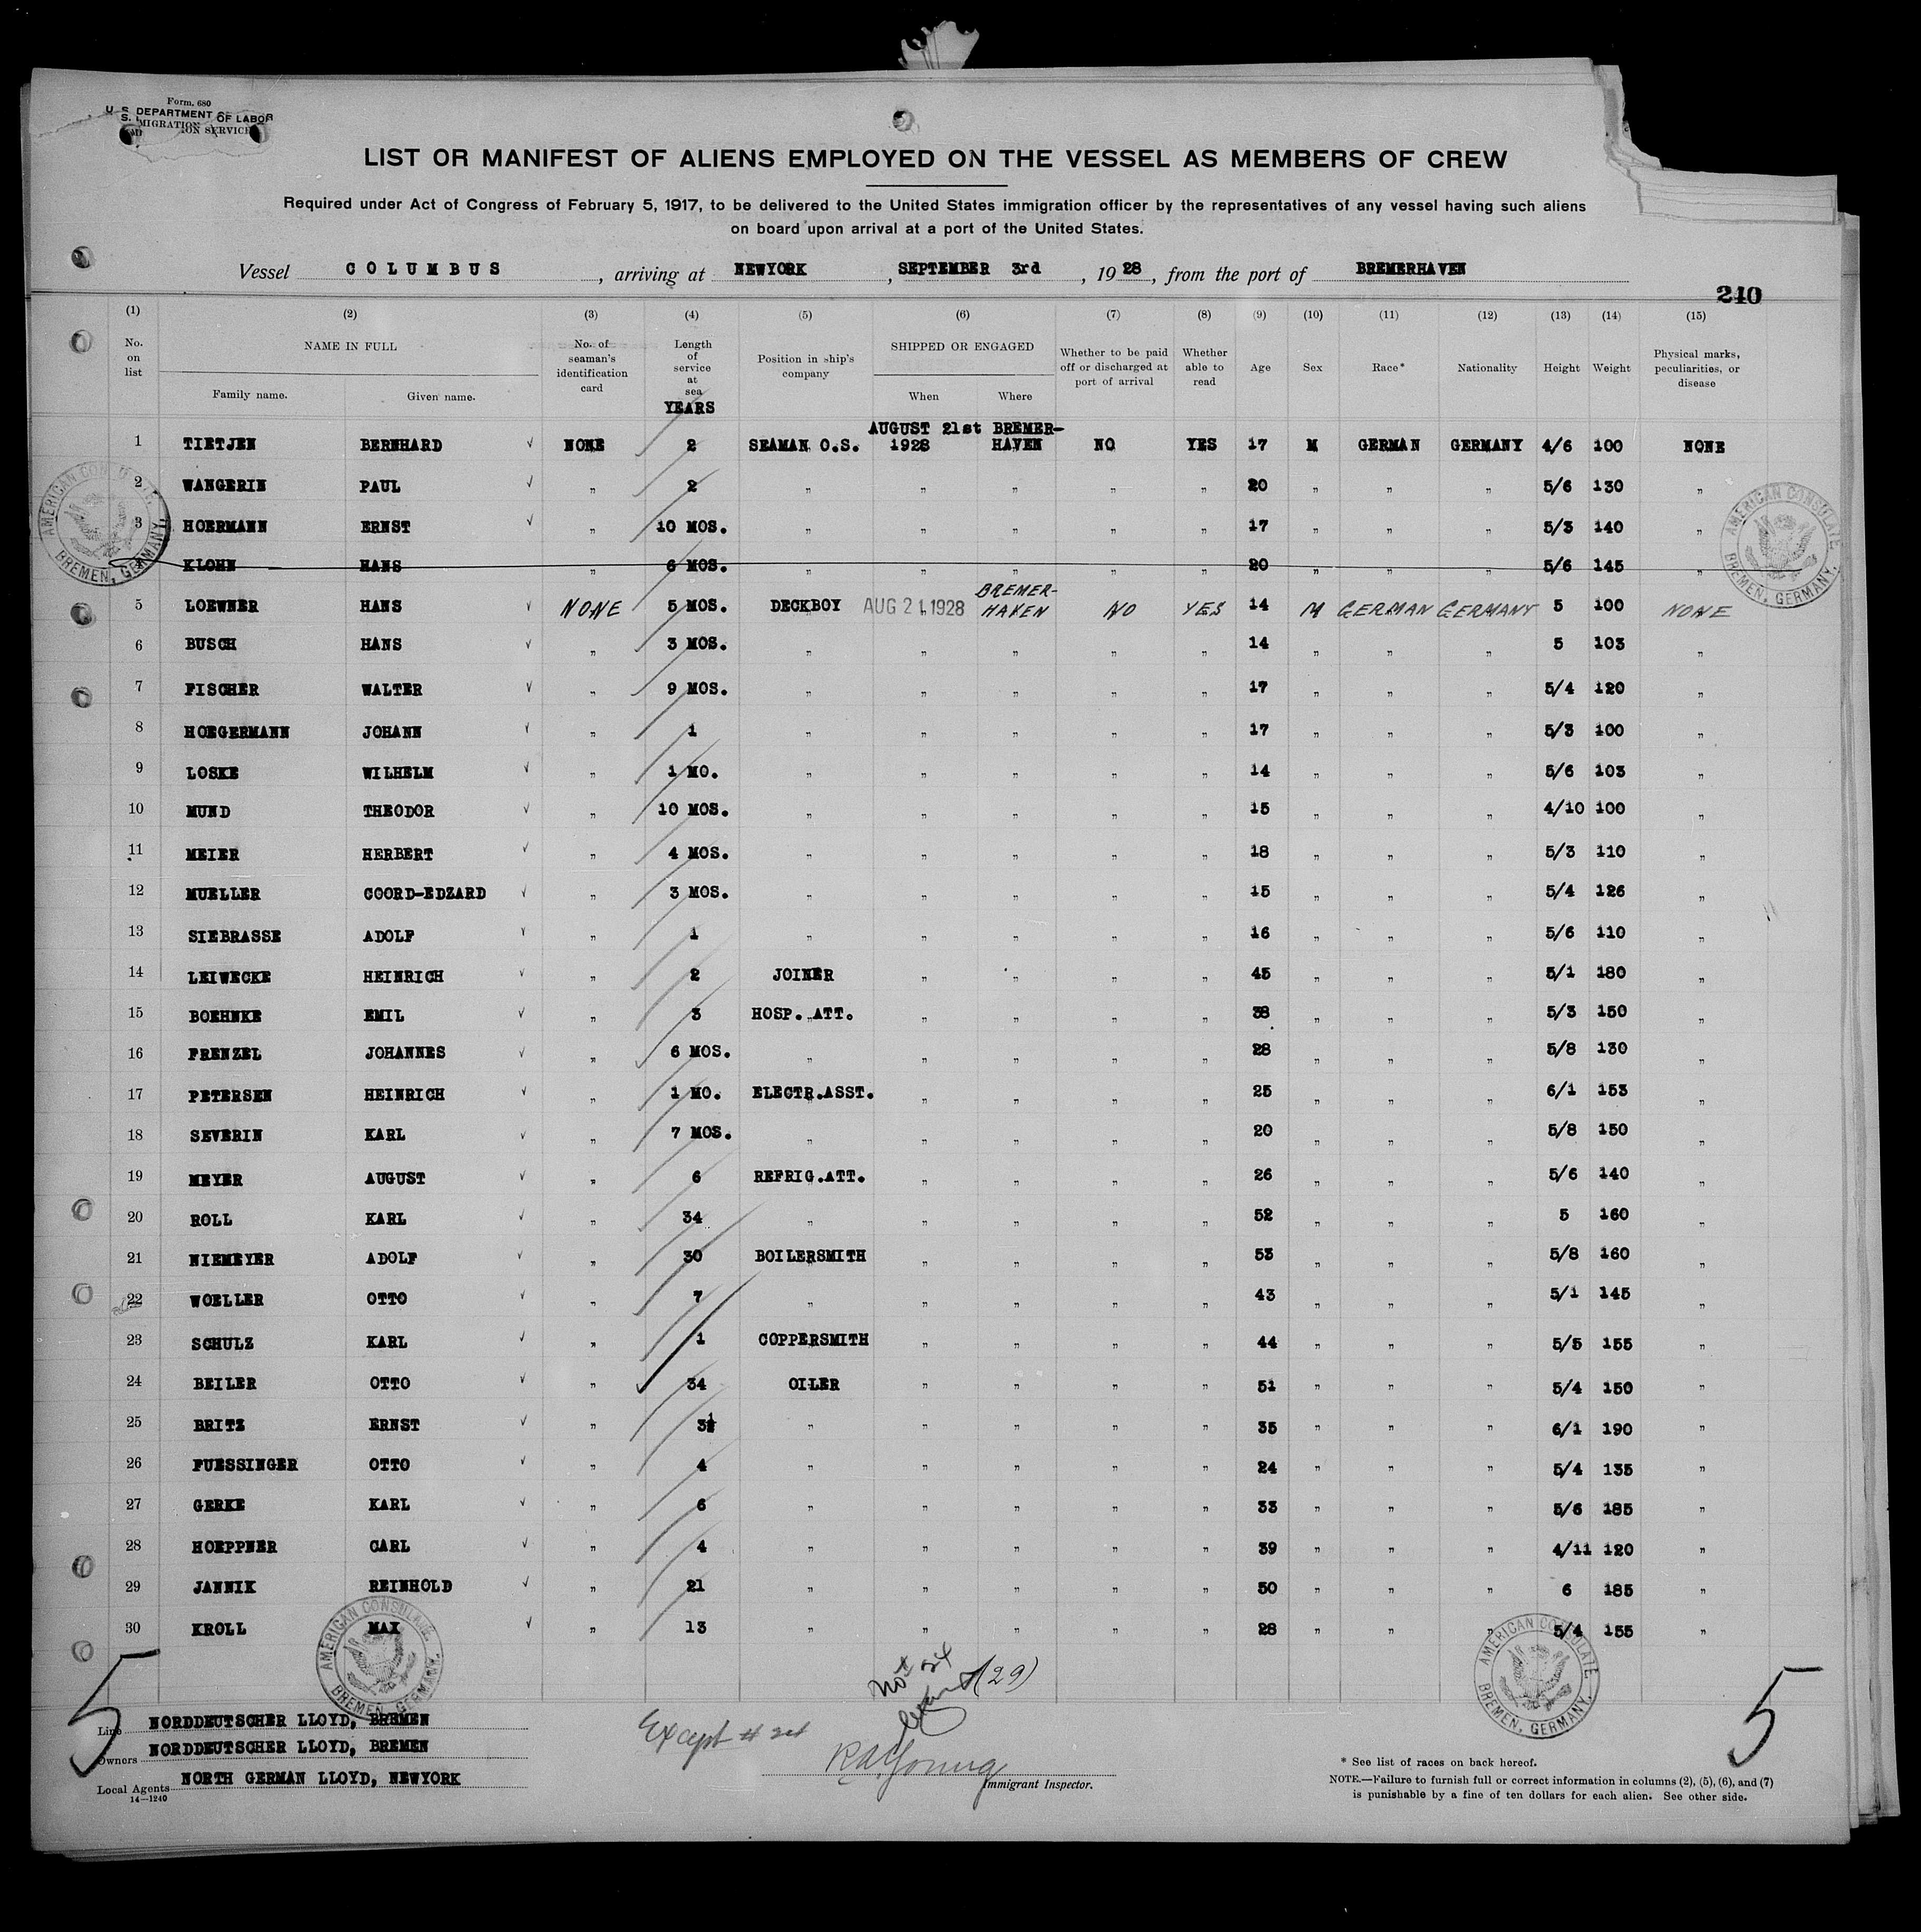 Form 680
U. S. DEPARTMENT OF LABOR
IMMIGRATION SERVICE
LIST OR MANIFEST OF ALIENS EMPLOYED ON THE VESSEL AS MEMBERS OF CREW
Required under Act of Congress of February 5, 1917, to be delivered to the United States immigration officer by the representatives of any vessel having such aliens
on board upon arrival at a port of the United States.
Vessel COLUMBUS, arriving at NEWYORK, SEPTEMBER 3rd, 1928, from the port of BREMERHAVEN
240
(1) (2) (3) (4) (5) (6) (7) (8) (9) (10) (11) (12) (13) (14) (15)
No. on list NAME IN FULL Family name. Given name. No. of seaman's identification card Length of service at sea YEARS Position in ship's company SHIPPED OR ENGAGED When Where Whether to be paid off or discharged at port of arrival Whether able to read Age Sex Race* Nationality Height Weight Physical marks, peculiarities, or disease
1 TIETJEN BERNHARD √ NONE 2 SEAMAN O.S. AUGUST 21st 1928 BREMER-HAVEN NO YES 17 M GERMAN GERMANY 4/6 100 NONE
2 WANGERIN PAUL √ " 2 " " " " " 20 " " " 5/6 130 "
3 HOERMANN ERNST √ " 10 MOS. " " " " " 17 " " " 5/3 140 "
4 KLOHN HANS " 6 MOS. " " " " " 20 " " " 5/6 145 "
5 LOEWNER HANS √ NONE 5 MOS. DECKBOY AUG 21 1928 BREMER-HAVEN NO YES 14 M GERMAN GERMANY 5 100 NONE
6 BUSCH HANS √ " 3 MOS. " " " " " 14 " " " 5 103 "
7 FISCHER WALTER √ " 9 MOS. " " " " " 17 " " " 5/4 120 "
8 HOEGERMANN JOHANN √ " 1 " " " " " 17 " " " 5/3 100 "
9 LOSKE WILHELM √ " 1 MO. " " " " " 14 " " " 5/6 103 "
10 MUND THEODOR √ " 10 MOS. " " " " " 15 " " " 4/10 100 "
11 MEIER HERBERT √ " 4 MOS. " " " " " 18 " " " 5/3 110 "
12 MUELLER COORD-EDZARD √ " 3 MOS. " " " " " 15 " " " 5/4 126 "
13 SIEBRASSE ADOLF √ " 1 " " " " " 16 " " " 5/6 110 "
14 LEIWECKE HEINRICH √ " 2 JOINER " " " " 45 " " " 5/1 180 "
15 BOEHNKE EMIL √ " 3 HOSP. ATT. " " " " 38 " " " 5/3 150 "
16 FRENZEL JOHANNES √ " 6 MOS. " " " " " 28 " " " 5/8 130 "
17 PETERSEN HEINRICH √ " 1 MO. ELECTR.ASST. " " " " 25 " " " 6/1 153 "
18 SEVERIN KARL √ " 7 MOS. " " " " " 20 " " " 5/8 150 "
19 MEYER AUGUST √ " 6 REFRIG.ATT. " " " " 26 " " " 5/6 140 "
20 ROLL KARL √ " 34 " " " " " 52 " " " 5 160 "
21 NIEMEYER ADOLF √ " 30 BOILERSMITH " " " " 53 " " " 5/8 160 "
22 WOELLER OTTO √ " 7 " " " " " 43 " " " 5/1 145 "
23 SCHULZ KARL √ " 1 COPPERSMITH " " " " 44 " " " 5/5 155 "
24 BEILER OTTO √ " 34 OILER " " " " 51 " " " 5/4 150 "
25 BRITZ ERNST √ " 3½ " " " " " 35 " " " 6/1 190 "
26 FUESSINGER OTTO √ " 4 " " " " " 24 " " " 5/4 135 "
27 GERKE KARL √ " 6 " " " " " 33 " " " 5/6 185 "
28 HOEPPNER CARL √ " 4 " " " " " 39 " " " 4/11 120 "
29 JANNIK REINHOLD √ " 21 " " " " " 50 " " " 6 185 "
30 KROLL MAX √ " 13 " " " " " 28 " " " 5/4 155 "
AMERICAN CONSULATE BREMEN, GERMANY.
AMERICAN CONSULATE BREMEN, GERMANY.
AMERICAN CONSULATE BREMEN, GERMANY.
AMERICAN CONSULATE BREMEN, GERMANY.
5
5
Not (29)
Except # 24
Line NORDDEUTSCHER LLOYD, BREMEN
Owners NORDDEUTSCHER LLOYD, BREMEN
Local Agents NORTH GERMAN LLOYD, NEWYORK
14—1240
R A Young
Immigrant Inspector.
* See list of races on back hereof.
NOTE.—Failure to furnish full or correct information in columns (2), (5), (6), and (7)
is punishable by a fine of ten dollars for each alien. See other side.